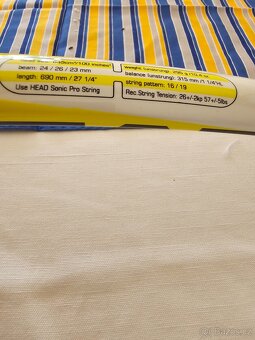 beam: 24 / 26 / 23 mm
length: 690 mm / 27 1/4"
Use HEAD Sonic Pro String
balance (unstrung): 315 mm /1 1/4"HL
string pattern: 16 / 19
Rec.String Tension: 26+/-2kp 57+/-5lbs